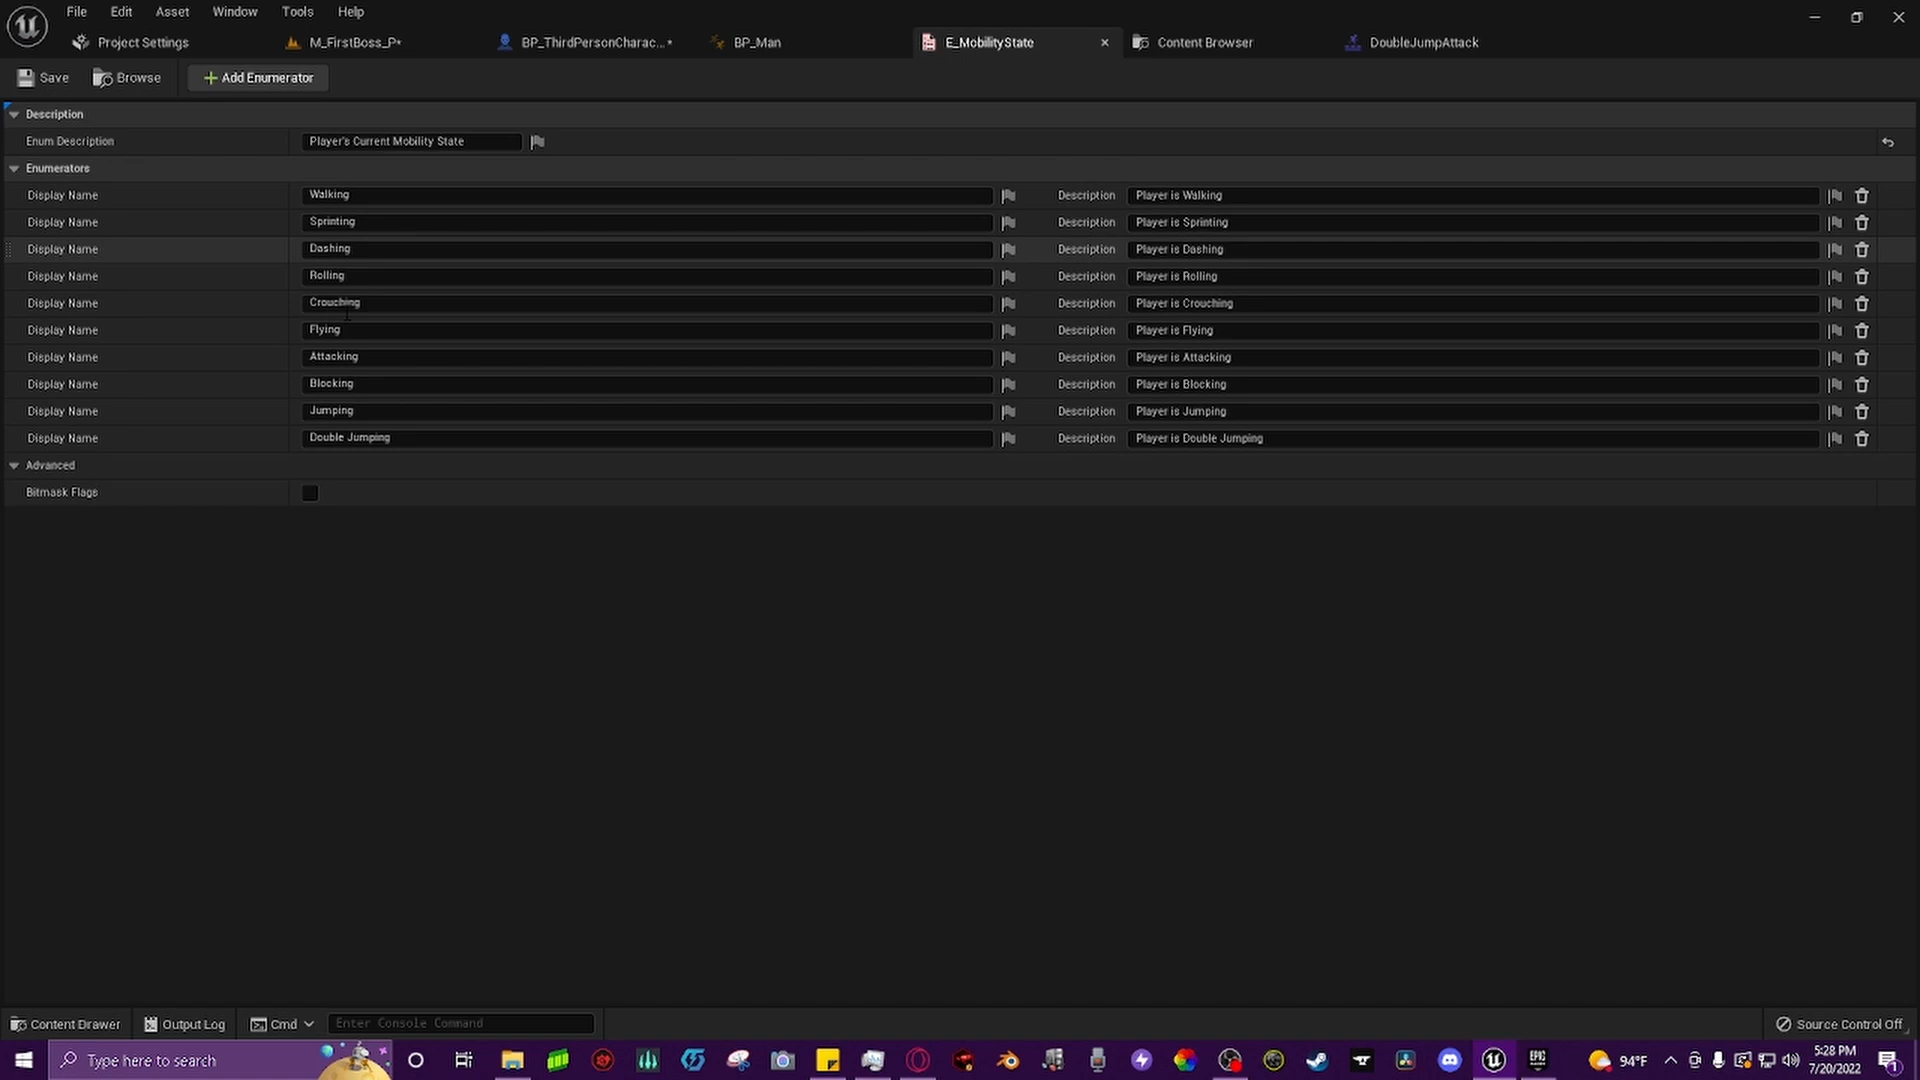 File Edit Asset Window Tools Help
Project Settings M_FirstBoss_P* BP_ThirdPersonCharac...* BP_Man E_MobilityState Content Browser DoubleJumpAttack
Save Browse Add Enumerator
Description
Enum Description Player's Current Mobility State
Enumerators
Display Name Walking Description Player is Walking
Display Name Sprinting Description Player is Sprinting
Display Name Dashing Description Player is Dashing
Display Name Rolling Description Player is Rolling
Display Name Crouching Description Player is Crouching
Display Name Flying Description Player is Flying
Display Name Attacking Description Player is Attacking
Display Name Blocking Description Player is Blocking
Display Name Jumping Description Player is Jumping
Display Name Double Jumping Description Player is Double Jumping
Advanced
Bitmask Flags
Content Drawer Output Log Cmd Enter Console Command Source Control Off
Type here to search 94°F 5:28 PM
7/20/2022